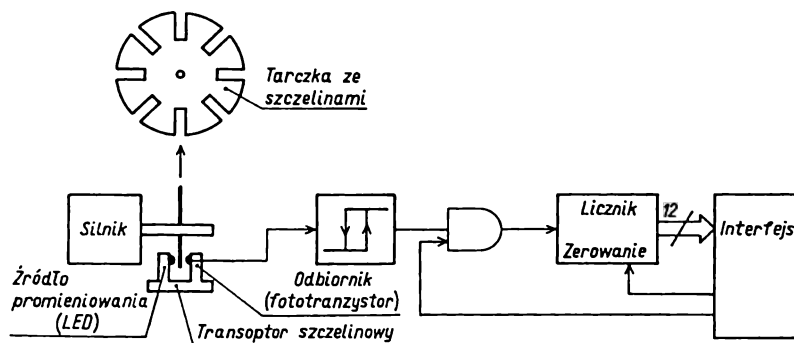 Tarczka ze
szczelinami
Silnik
Źródło
promieniowania
(LED)
Transoptor szczelinowy
Odbiornik
(fototranzystor)
Licznik
Zerowanie
12
Interfejs